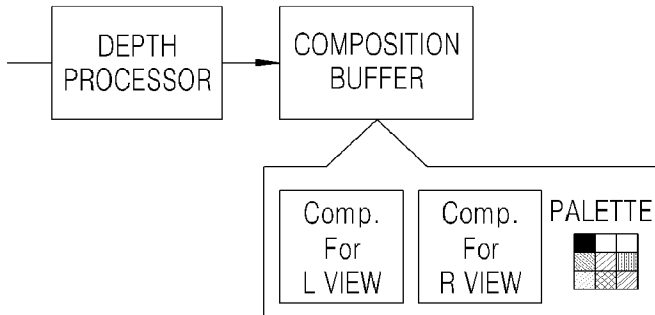 DEPTH
PROCESSOR
COMPOSITION
BUFFER
Comp.
For
L VIEW
Comp.
For
R VIEW
PALETTE